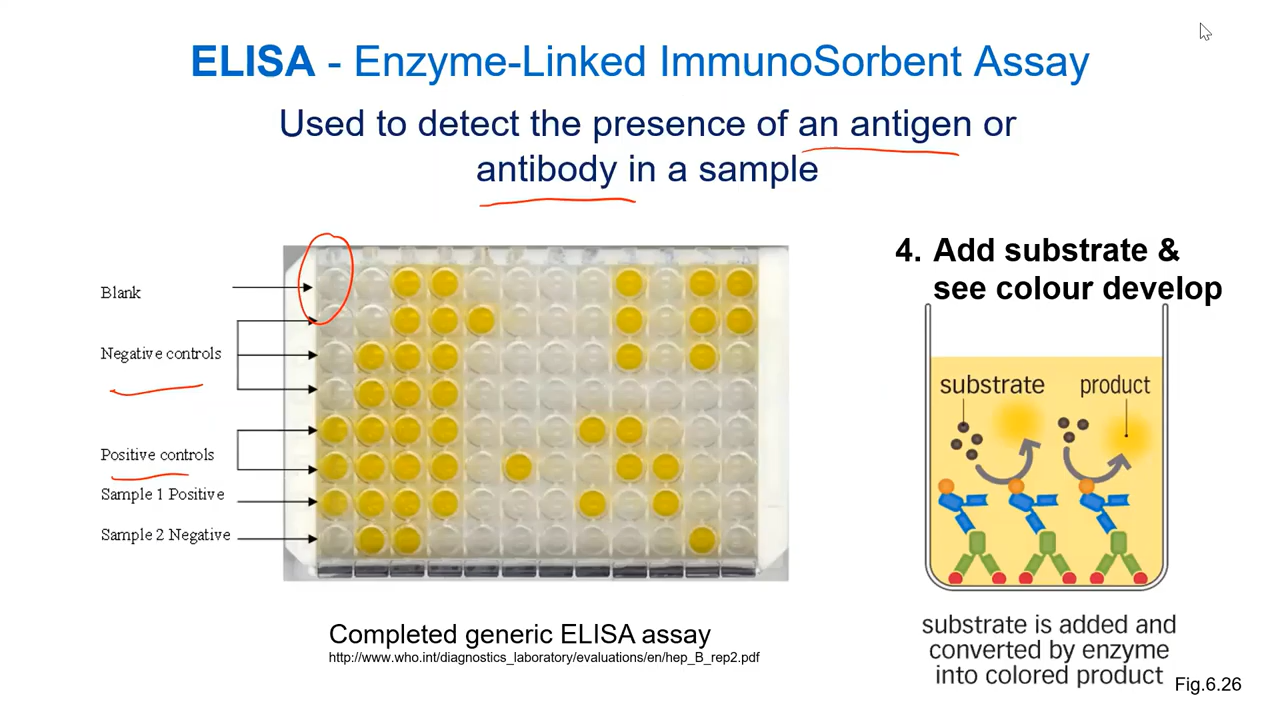 ELISA - Enzyme-Linked ImmunoSorbent Assay
Used to detect the presence of an antigen or
antibody in a sample
Blank
Negative controls
Positive controls
Sample 1 Positive
Sample 2 Negative
Completed generic ELISA assay
http://www.who.int/diagnostics_laboratory/evaluations/en/hep_B_rep2.pdf
4. Add substrate &
see colour develop
substrate
product
substrate is added and
converted by enzyme
into colored product
Fig.6.26